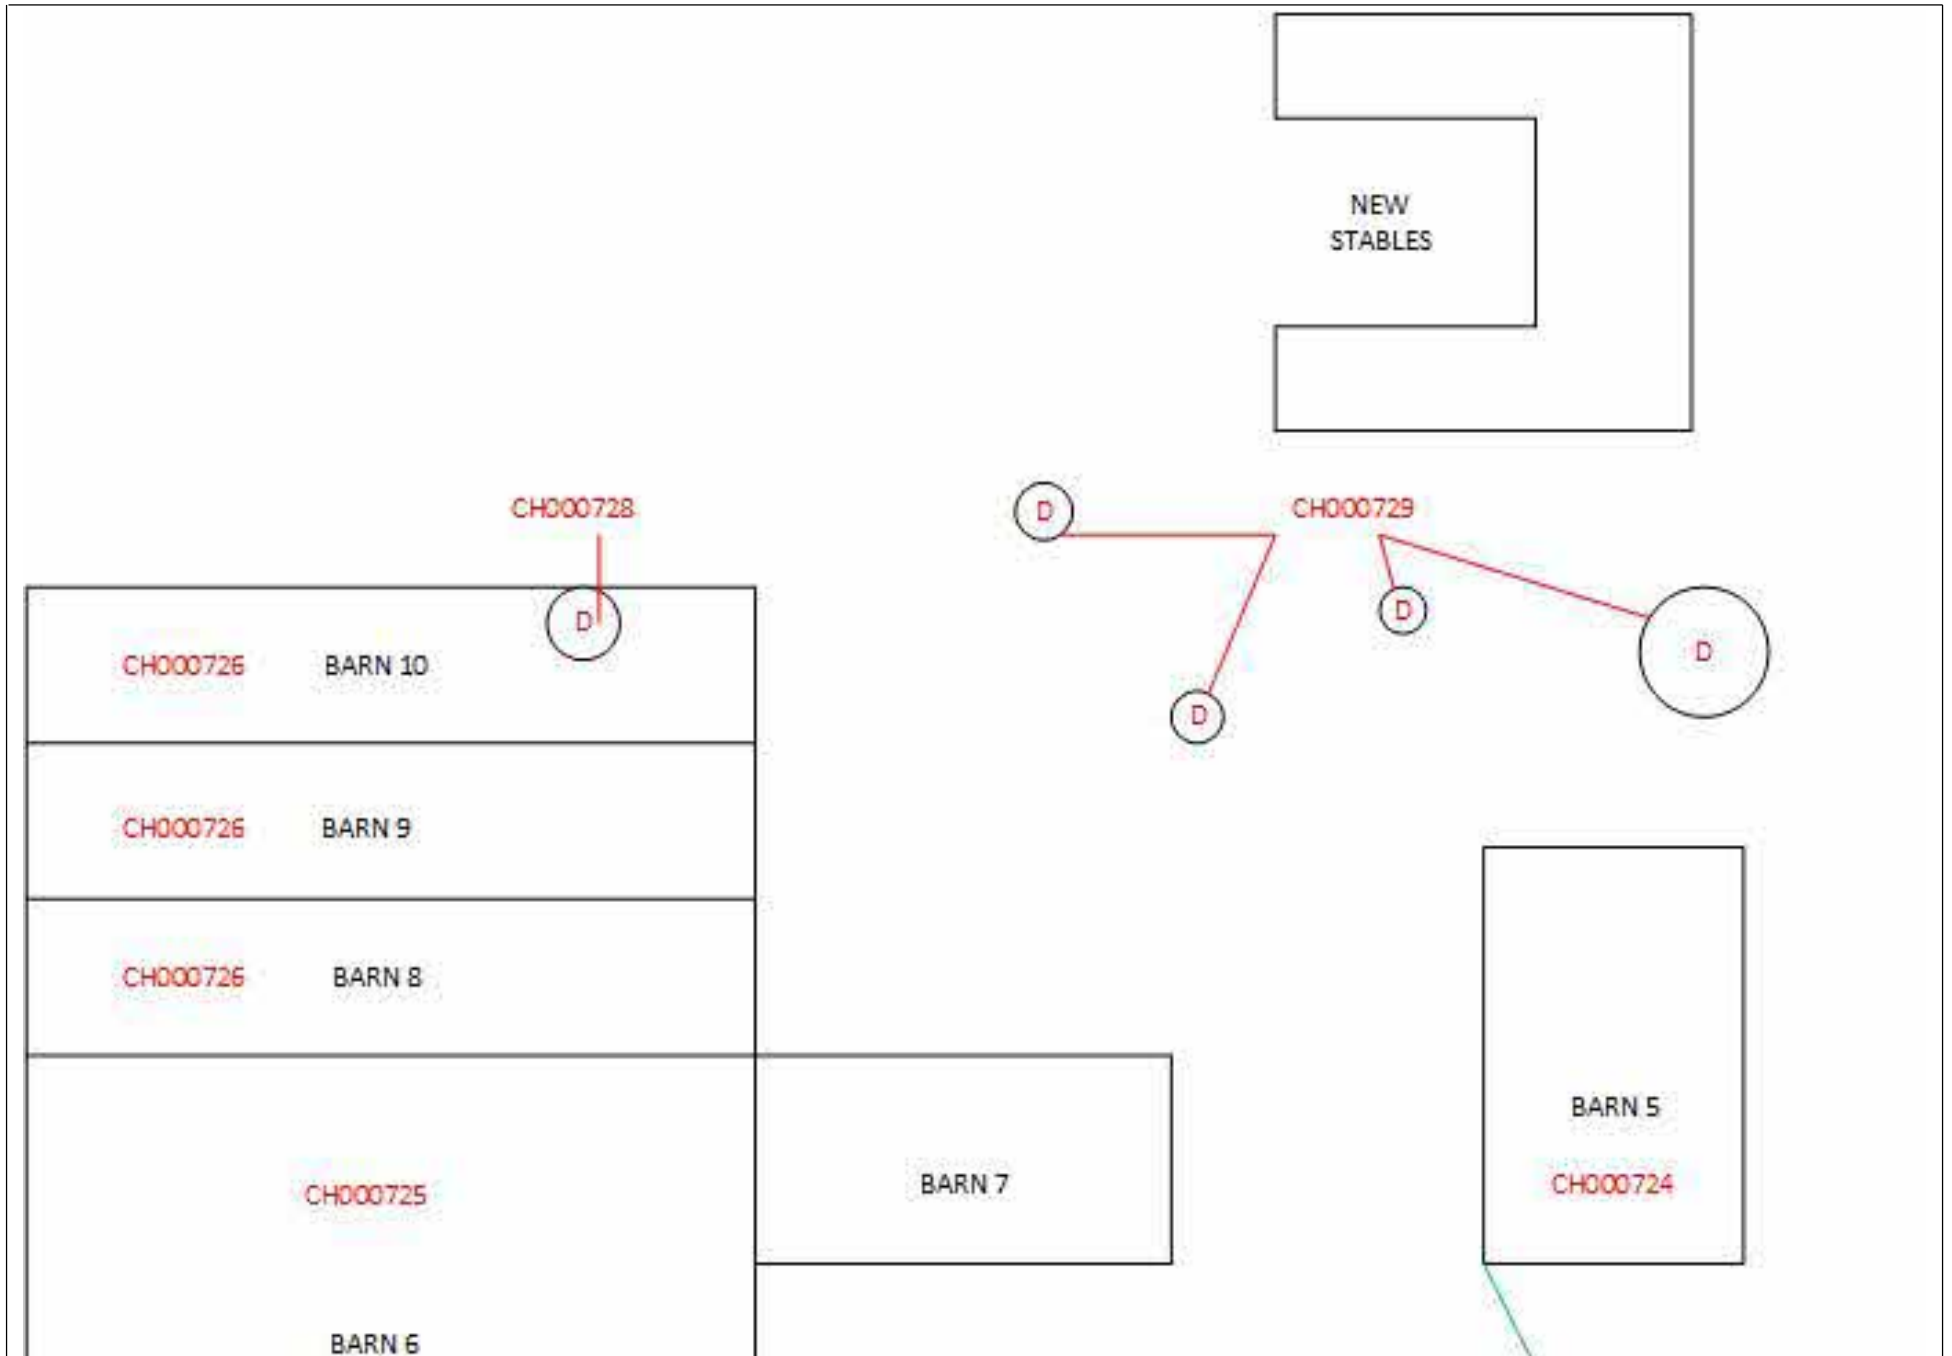 NEW
STABLES
CH000728
D
CH000729
D
D
D
D
CH000726 BARN 10
CH000726 BARN 9
CH000726 BARN 8
BARN 5
CH000724
CH000725
BARN 7
BARN 6